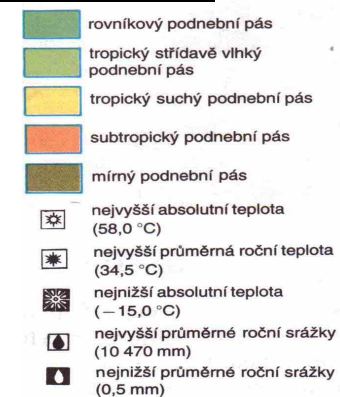 rovníkový podnební pás
tropický střídavě vlhký
podnební pás
tropický suchý podnební pás
subtropický podnební pás
mírný podnební pás
nejvyšší absolutní teplota
(58,0 °C)
nejvyšší průměrná roční teplota
(34,5 °C)
nejnižší absolutní teplota
(−15,0 °C)
nejvyšší průměrné roční srážky
(10 470 mm)
nejnižší průměrné roční srážky
(0,5 mm)